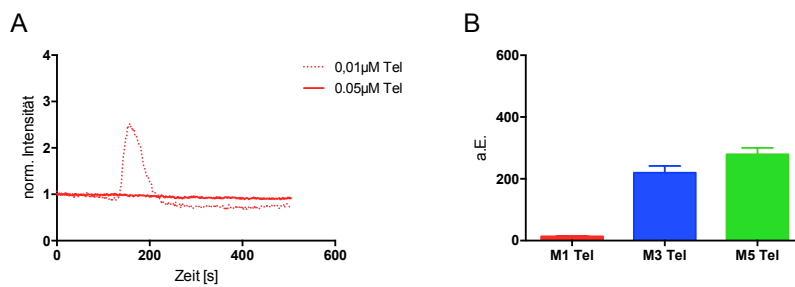 A
norm. Intensität
4
3
2
1
0
0
200
400
600
Zeit [s]
0,01µM Tel
0.05µM Tel
B
a.E.
600
400
200
0
M1 Tel
M3 Tel
M5 Tel